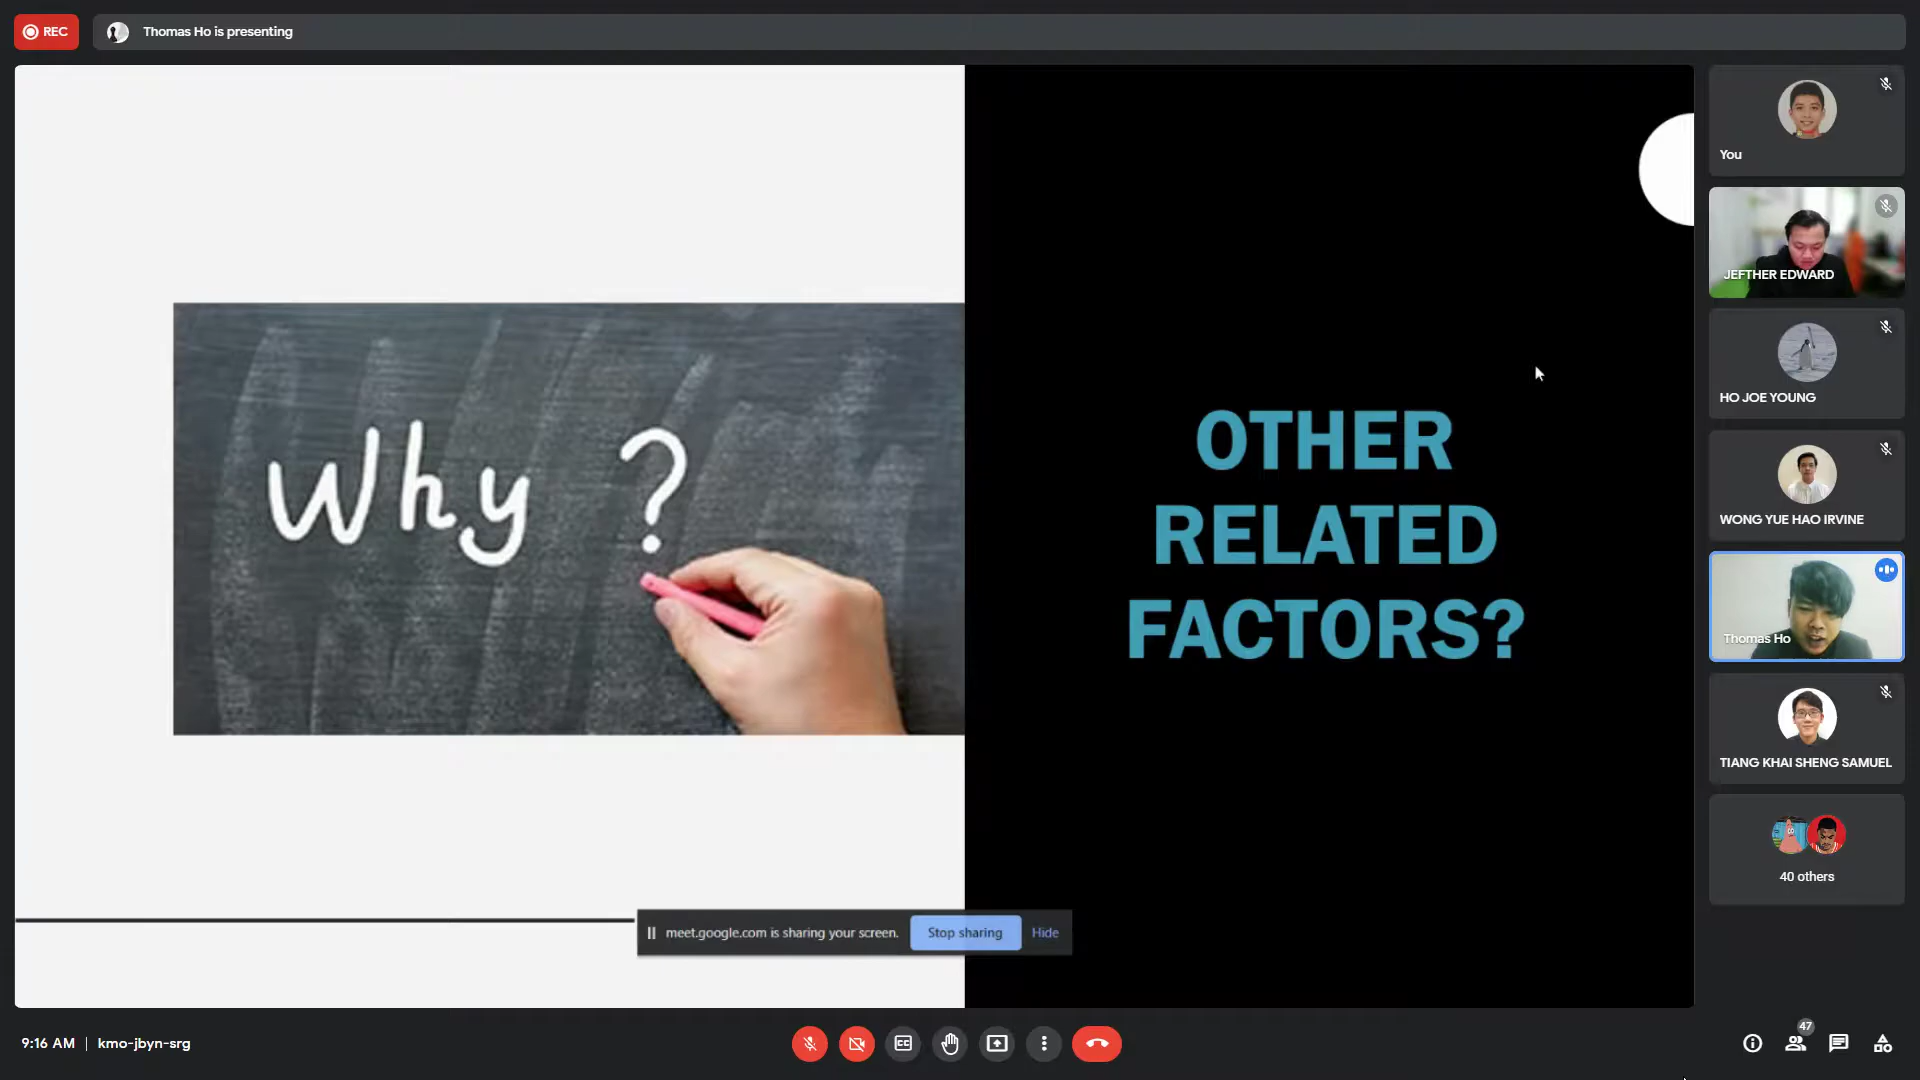 REC
Thomas Ho is presenting
Why ?
OTHER
RELATED
FACTORS?
meet.google.com is sharing your screen.
Stop sharing
Hide
You
JEFTHER EDWARD
HO JOE YOUNG
WONG YUE HAO IRVINE
Thomas Ho
TIANG KHAI SHENG SAMUEL
40 others
9:16 AM | kmo-jbyn-srg
CC
47